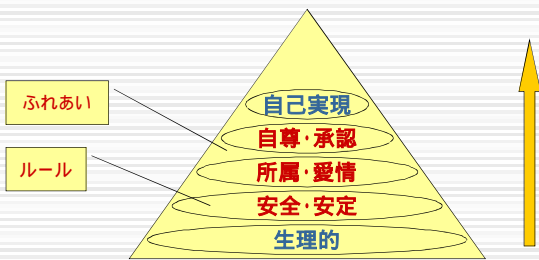 自己実現
ふれあい
自尊・承認
所属・愛情
ルール
安全・安定
生理的